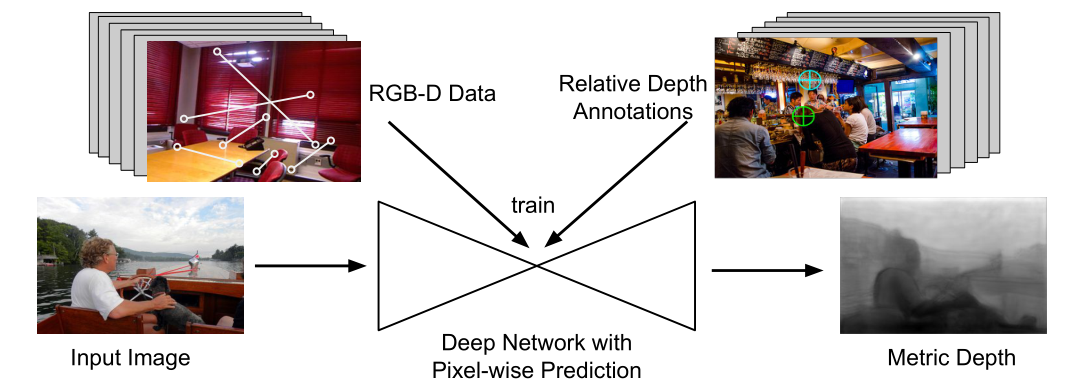 RGB-D Data
Relative Depth
Annotations
train
Deep Network with
Pixel-wise Prediction
Input Image
Metric Depth